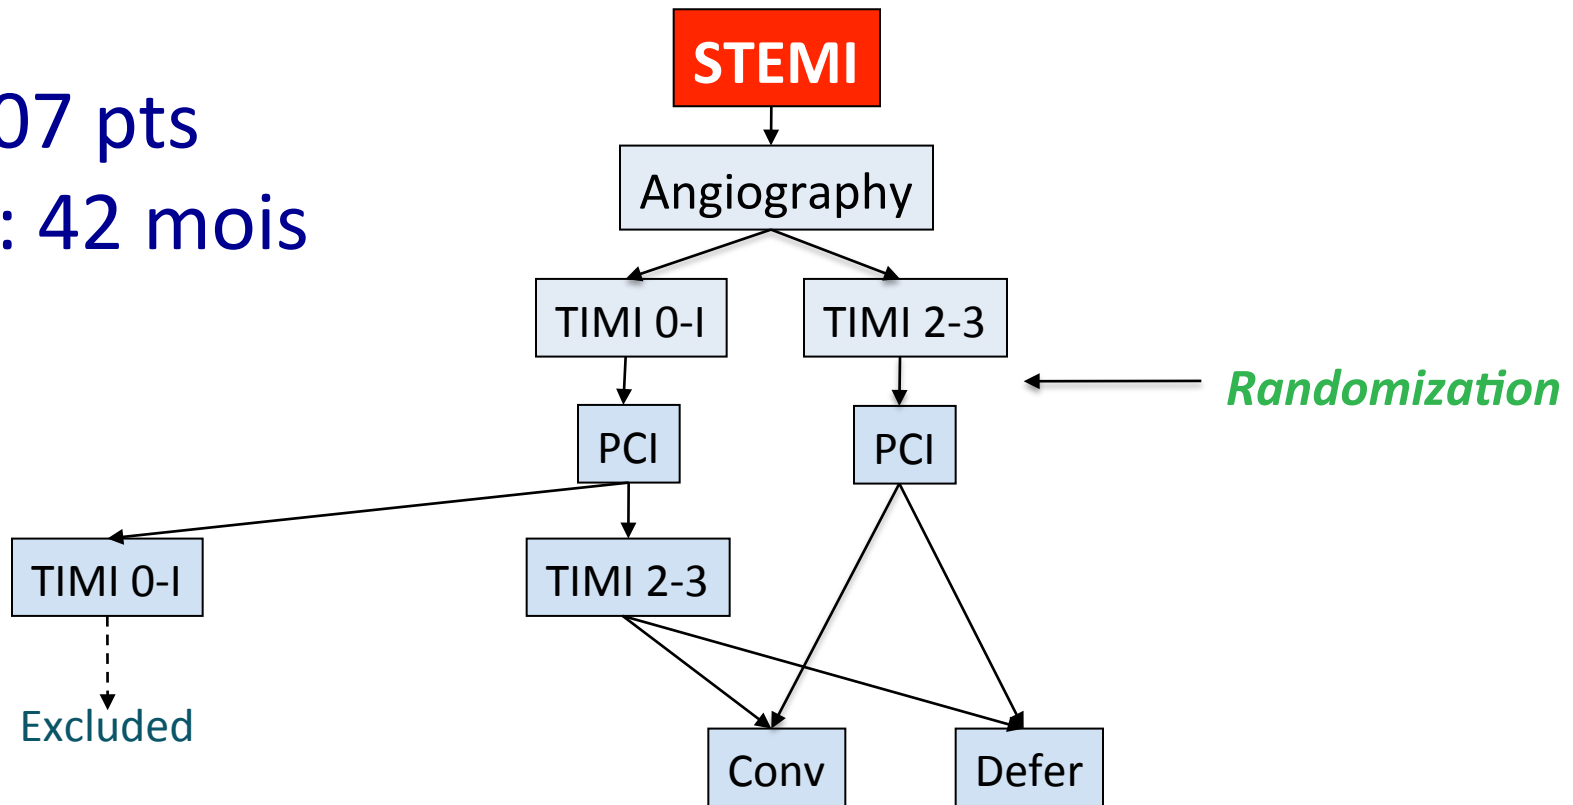 STEMI
07 pts
: 42 mois
Angiography
TIMI 0-I
TIMI 2-3
Randomization
PCI
PCI
TIMI 0-I
TIMI 2-3
Excluded
Conv
Defer